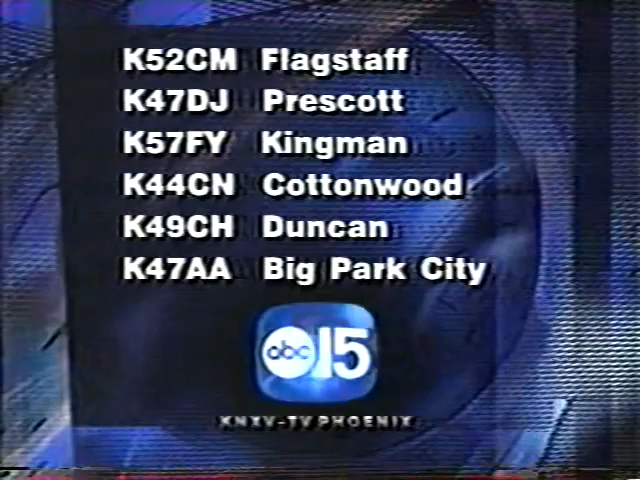 K52CM Flagstaff
K47DJ Prescott
K57FY Kingman
K44CN Cottonwood
K49CH Duncan
K47AA Big Park City
abc 15
KNXV-TV PHOENIX